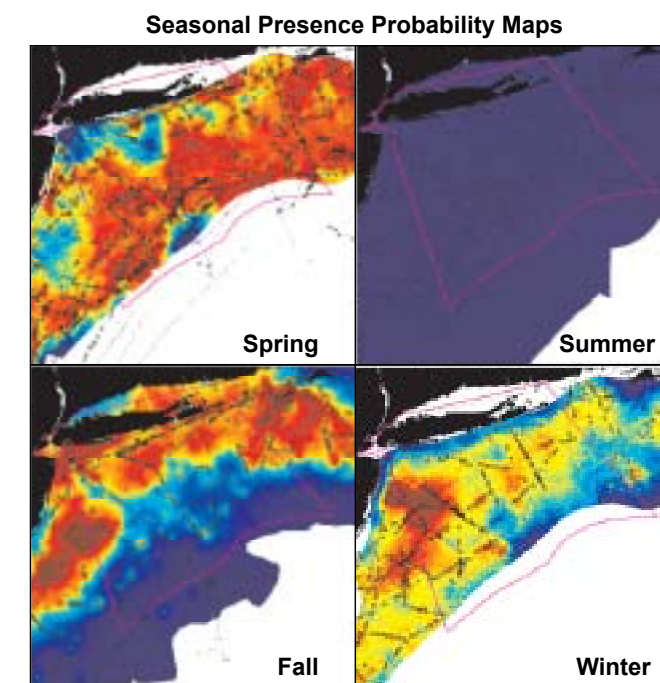 Seasonal Presence Probability Maps
Spring
Summer
Fall
Winter